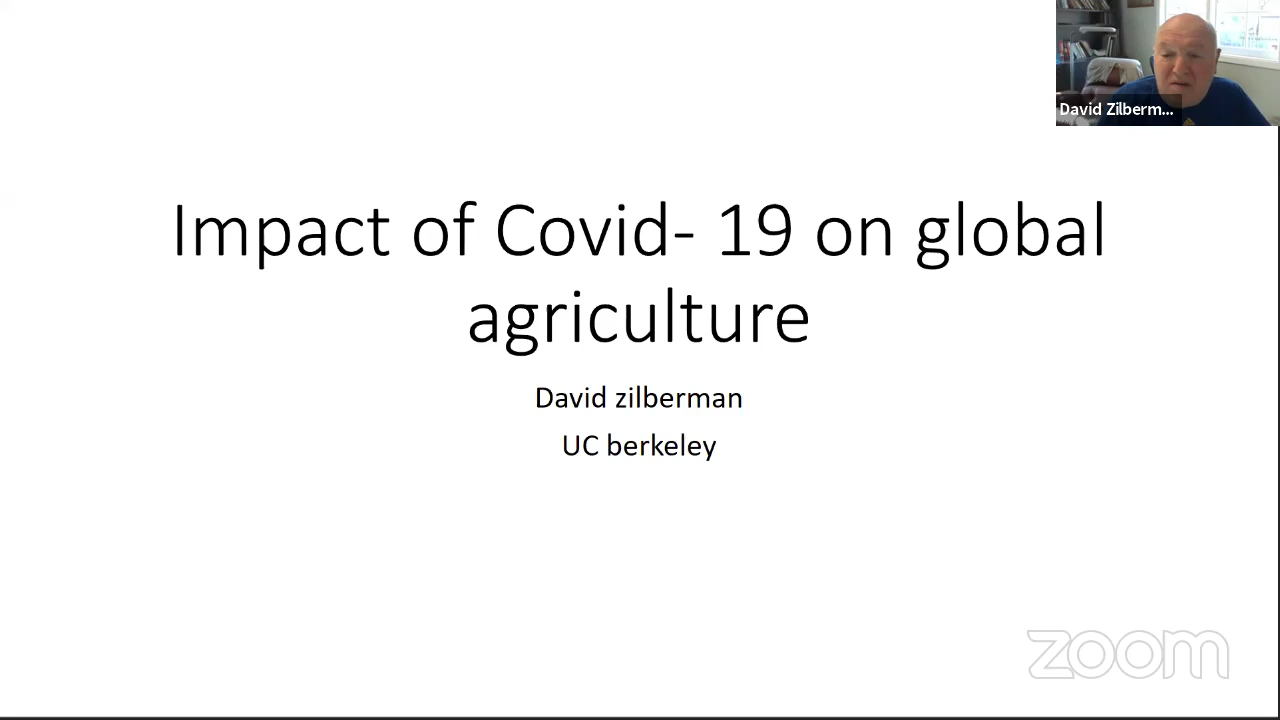 David Zilberm...
Impact of Covid- 19 on global
agriculture
David zilberman
UC berkeley
zoom